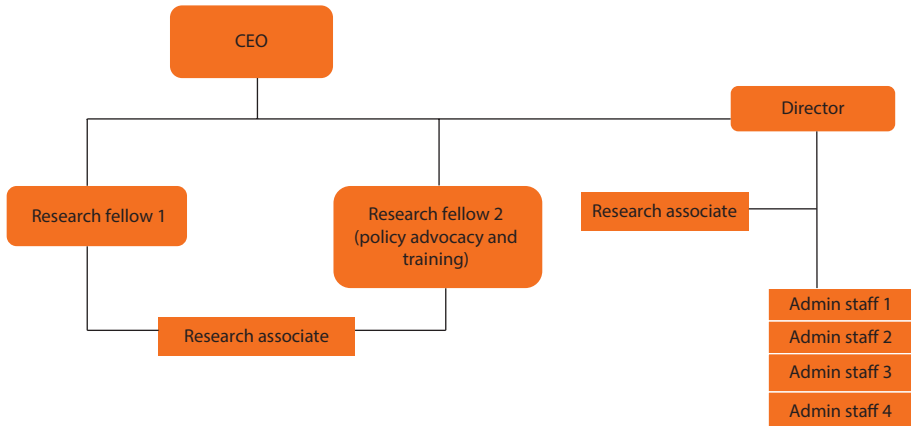 CEO
Director
Research fellow 1
Research fellow 2
(policy advocacy and
training)
Research associate
Research associate
Admin staff 1
Admin staff 2
Admin staff 3
Admin staff 4